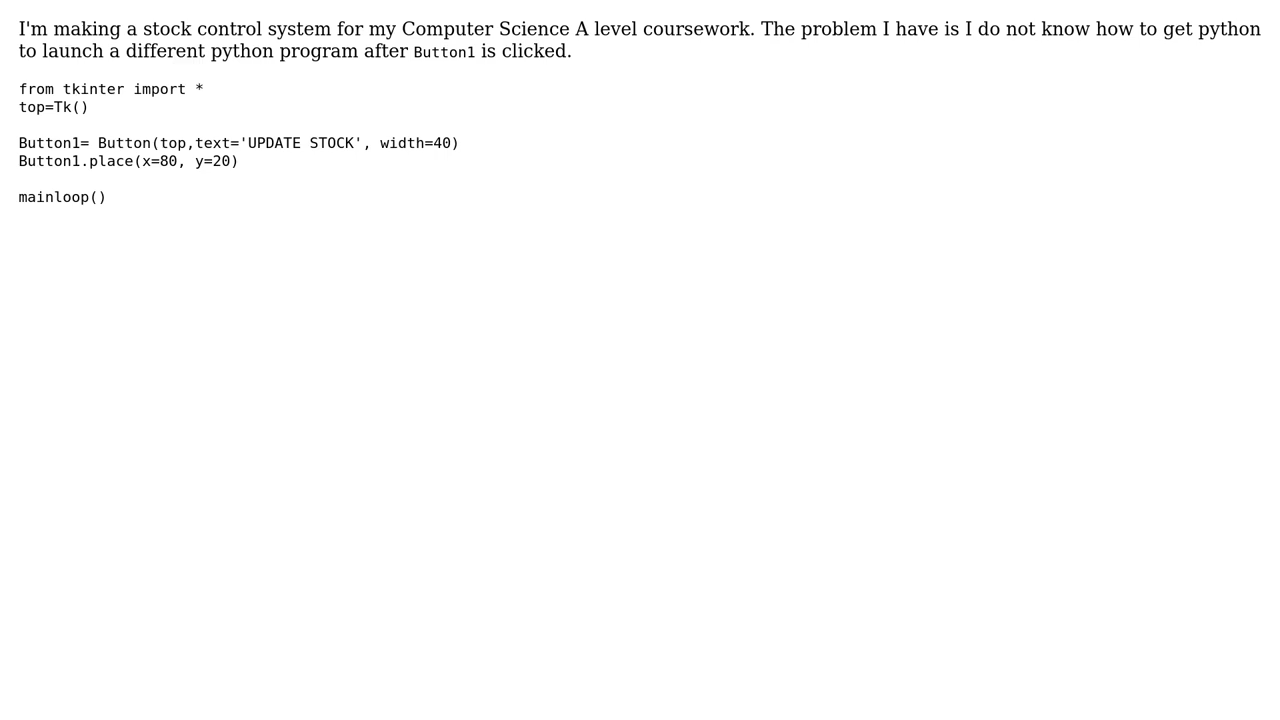 I'm making a stock control system for my Computer Science A level coursework. The problem I have is I do not know how to get python
to launch a different python program after Button1 is clicked.
from tkinter import *
top=Tk()
Button1= Button(top,text='UPDATE STOCK', width=40)
Button1.place(x=80, y=20)
mainloop()